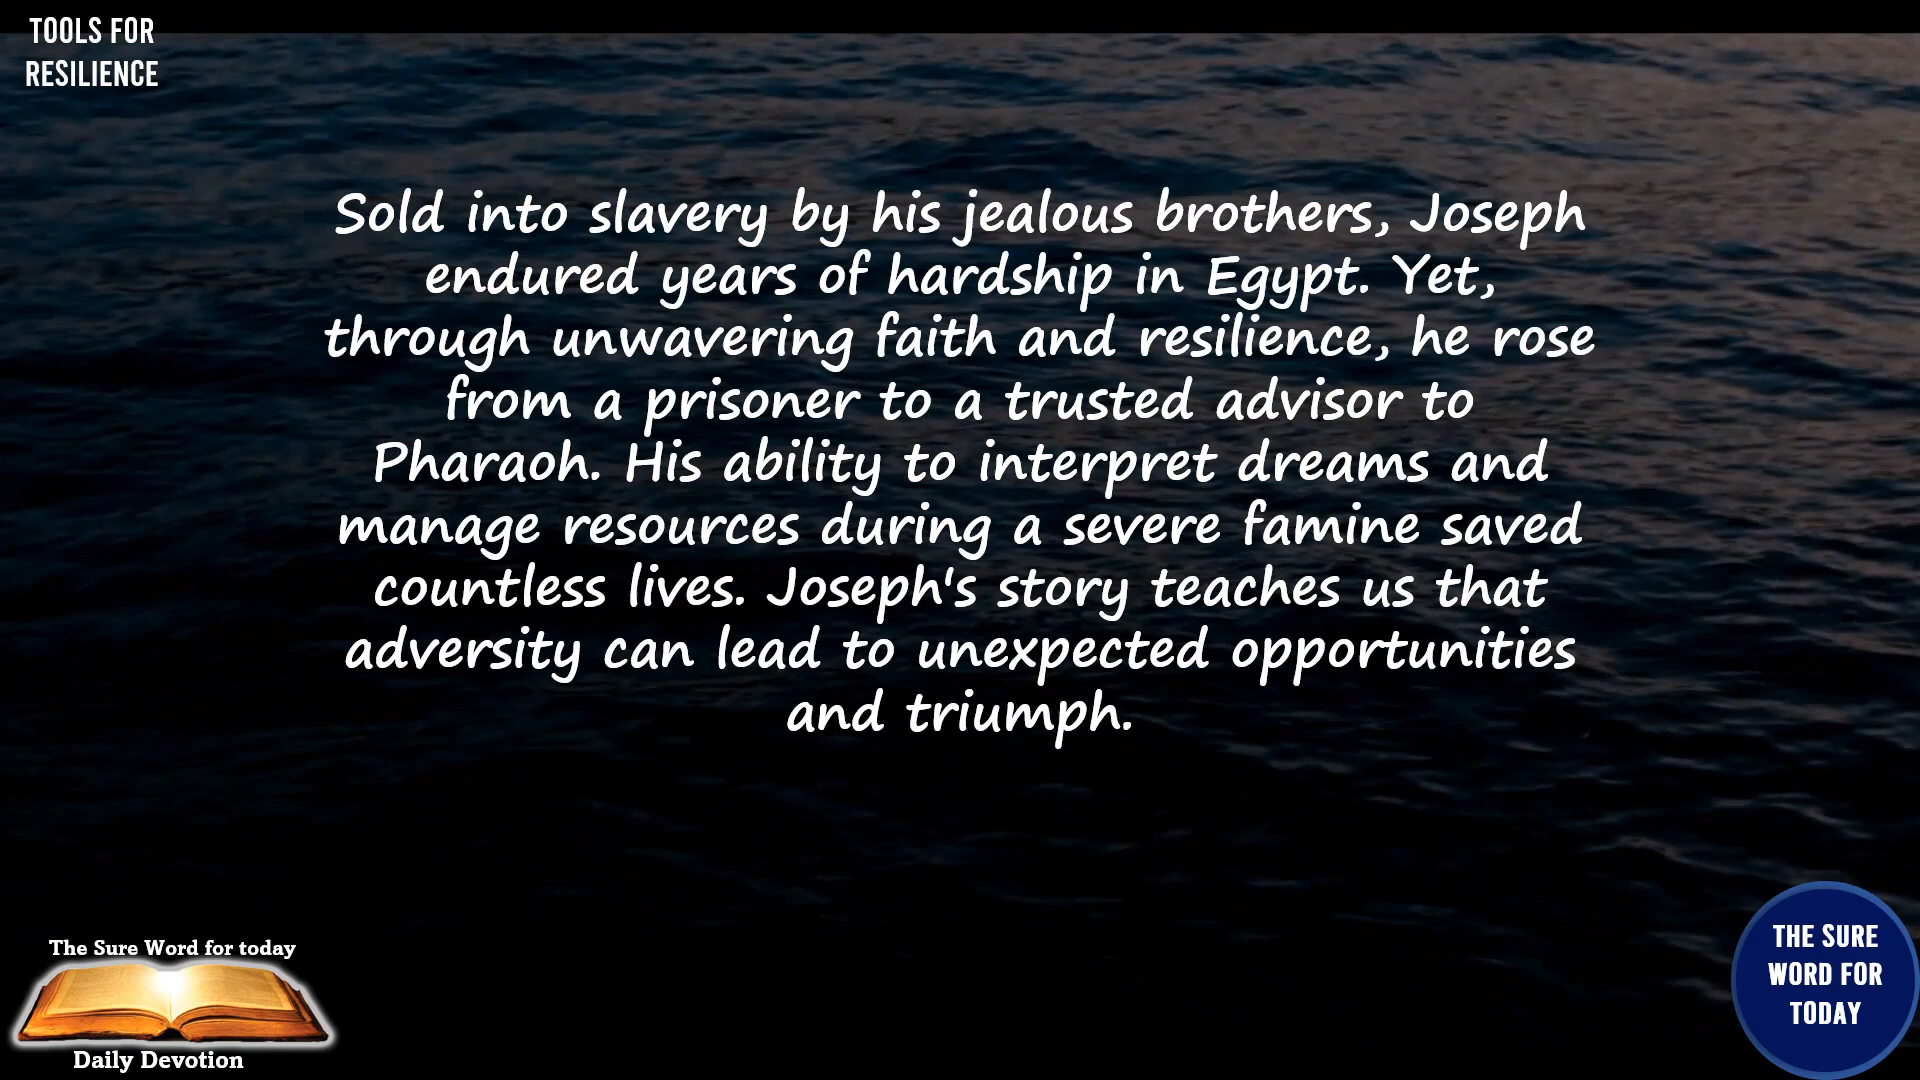 TOOLS FOR
RESILIENCE
Sold into slavery by his jealous brothers, Joseph
endured years of hardship in Egypt. Yet,
through unwavering faith and resilience, he rose
from a prisoner to a trusted advisor to
Pharaoh. His ability to interpret dreams and
manage resources during a severe famine saved
countless lives. Joseph's story teaches us that
adversity can lead to unexpected opportunities
and triumph.
The Sure Word for today
Daily Devotion
THE SURE
WORD FOR
TODAY